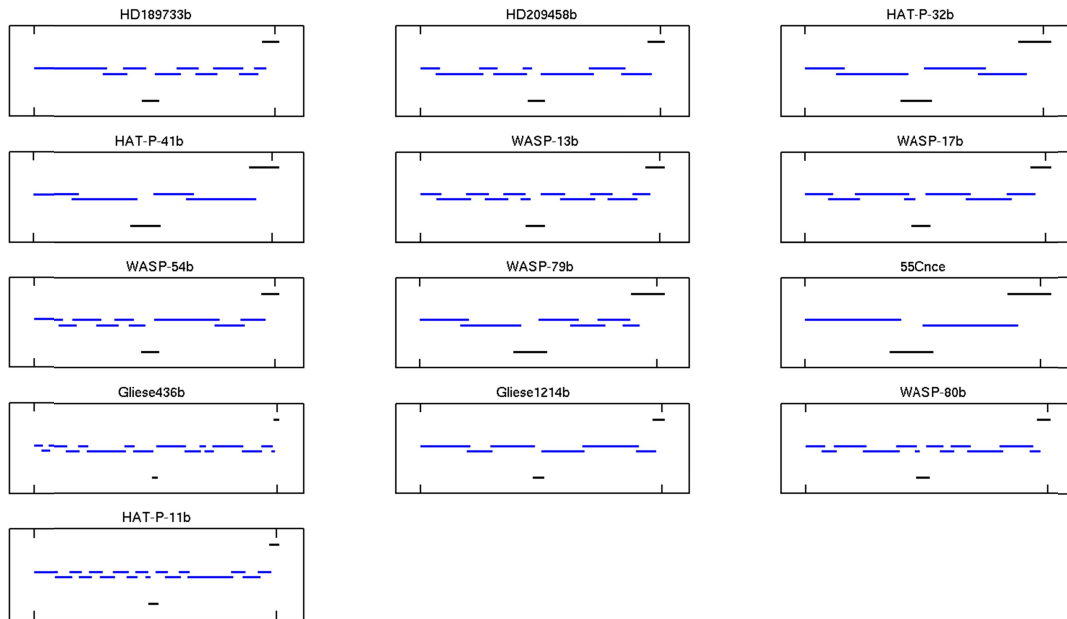 HD189733b
HD209458b
HAT-P-32b
HAT-P-41b
WASP-13b
WASP-17b
WASP-54b
WASP-79b
55Cnce
Gliese436b
Gliese1214b
WASP-80b
HAT-P-11b